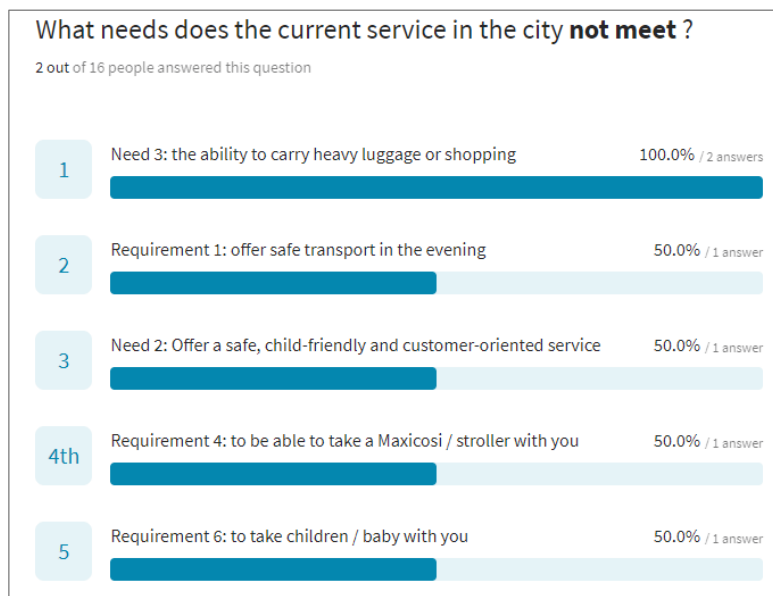 What needs does the current service in the city not meet ?
2 out of 16 people answered this question
1 Need 3: the ability to carry heavy luggage or shopping 100.0% / 2 answers
2 Requirement 1: offer safe transport in the evening 50.0% / 1 answer
3 Need 2: Offer a safe, child-friendly and customer-oriented service 50.0% / 1 answer
4th Requirement 4: to be able to take a Maxicosi / stroller with you 50.0% / 1 answer
5 Requirement 6: to take children / baby with you 50.0% / 1 answer